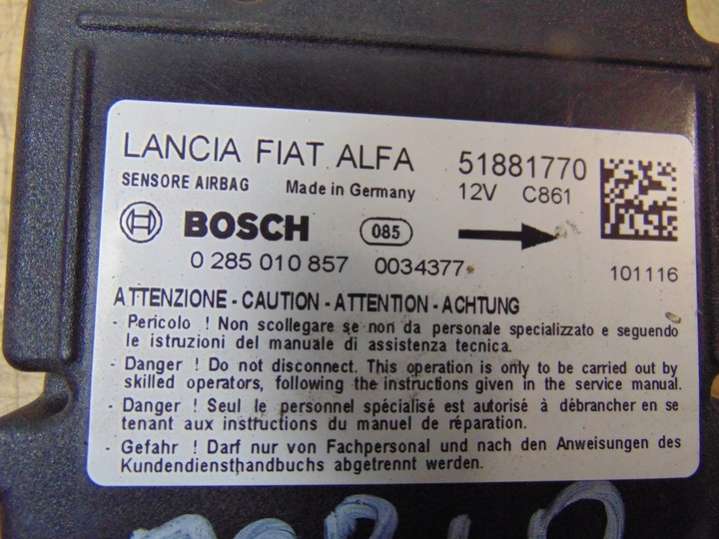 LANCIA FIAT ALFA 51881770
SENSORE AIRBAG Made in Germany 12V C861
BOSCH 085
0 285 010 857 0034377
101116
ATTENZIONE - CAUTION - ATTENTION - ACHTUNG
- Pericolo ! Non scollegare se non da personale specializzato e seguendo
le istruzioni del manuale di assistenza tecnica.
- Danger ! Do not disconnect. This operation is only to be carried out by
skilled operators, following the instructions given in the service manual.
- Danger ! Seul le personnel spécialisé est autorisé à débrancher en se
tenant aux instructions du manuel de réparation.
- Gefahr ! Darf nur von Fachpersonal und nach den Anweisungen des
Kundendiensthandbuchs abgetrennt werden.